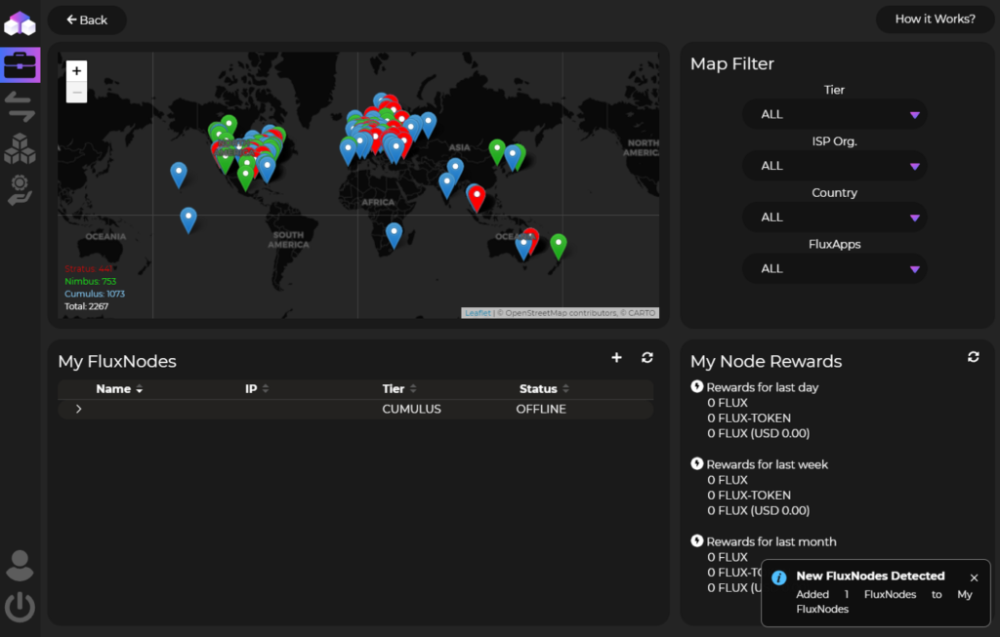 Back
How it Works?
+
−
NORTH
AMERIC
ASIA
AFRICA
OCEANIA
SOUTH
AMERICA
Stratus: 441
Nimbus: 753
Cumulus: 1073
Total: 2267
Leaflet | © OpenStreetMap contributors, © CARTO
Map Filter
Tier
ALL
ISP Org.
ALL
Country
ALL
FluxApps
ALL
My FluxNodes
Name IP Tier Status
CUMULUS OFFLINE
My Node Rewards
Rewards for last day
0 FLUX
0 FLUX-TOKEN
0 FLUX (USD 0.00)
Rewards for last week
0 FLUX
0 FLUX-TOKEN
0 FLUX (USD 0.00)
Rewards for last month
0 FLUX
0 FLUX-TO
0 FLUX (U
New FluxNodes Detected
Added 1 FluxNodes to My
FluxNodes